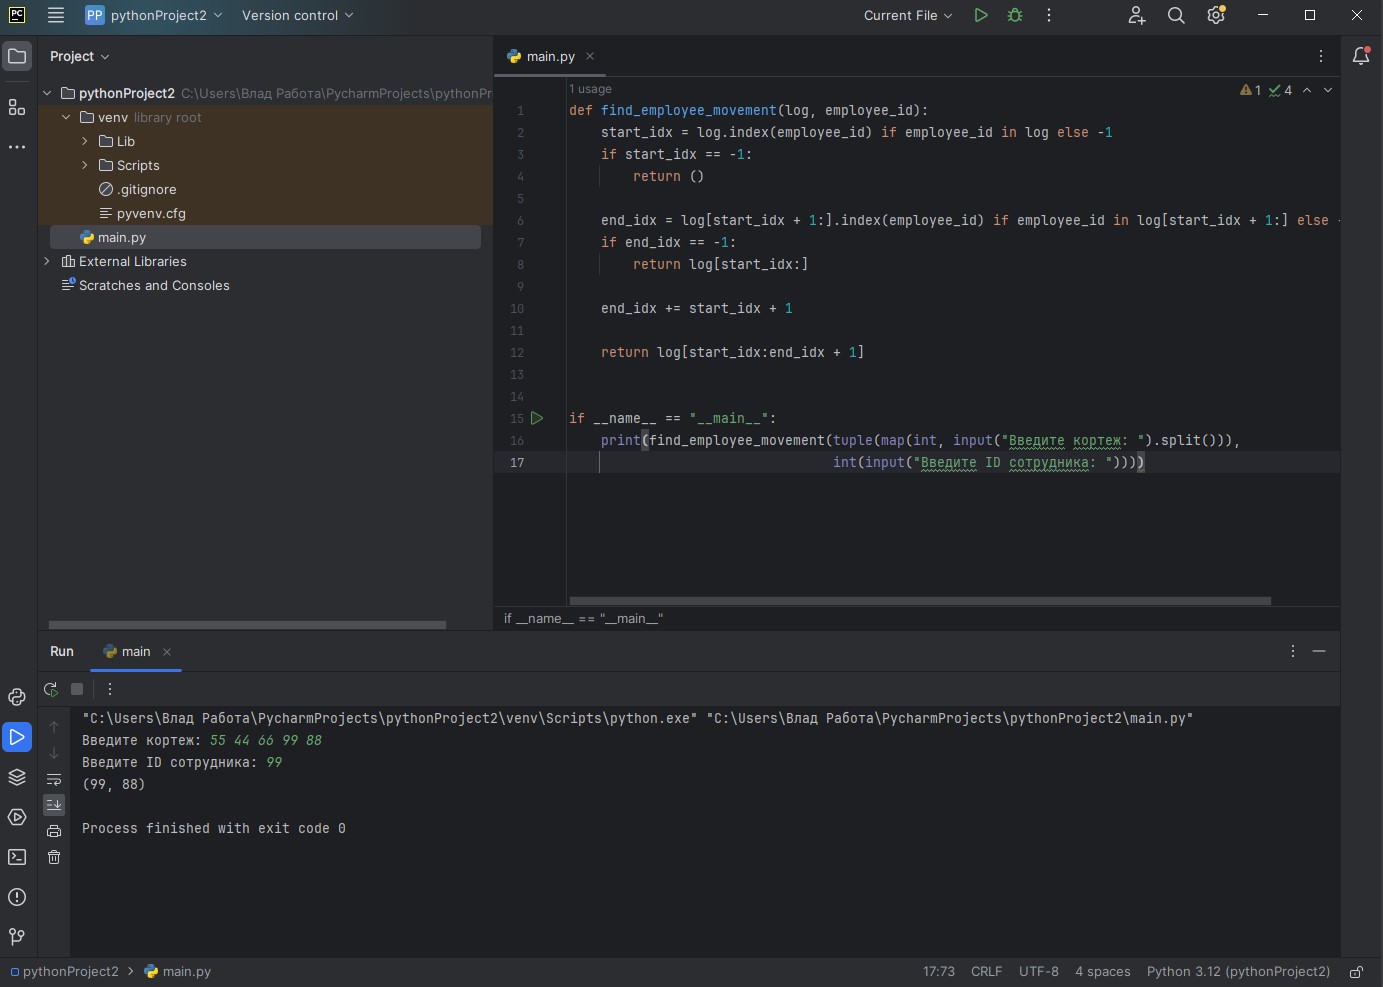 PC
PP pythonProject2
Version control
Current File
Project
pythonProject2 C:\Users\Влад Работа\PycharmProjects\pythonPr
venv library root
Lib
Scripts
.gitignore
pyvenv.cfg
main.py
External Libraries
Scratches and Consoles
main.py
1 usage
1 4
1 def find_employee_movement(log, employee_id):
2 start_idx = log.index(employee_id) if employee_id in log else -1
3 if start_idx == -1:
4 return ()
5
6 end_idx = log[start_idx + 1:].index(employee_id) if employee_id in log[start_idx + 1:] else -
7 if end_idx == -1:
8 return log[start_idx:]
9
10 end_idx += start_idx + 1
11
12 return log[start_idx:end_idx + 1]
13
14
15 if __name__ == "__main__":
16 print(find_employee_movement(tuple(map(int, input("Введите кортеж: ").split())),
17 int(input("Введите ID сотрудника: "))))
if __name__ == "__main__"
Run
main
"C:\Users\Влад Работа\PycharmProjects\pythonProject2\venv\Scripts\python.exe" "C:\Users\Влад Работа\PycharmProjects\pythonProject2\main.py"
Введите кортеж: 55 44 66 99 88
Введите ID сотрудника: 99
(99, 88)
Process finished with exit code 0
pythonProject2 > main.py
17:73 CRLF UTF-8 4 spaces Python 3.12 (pythonProject2)